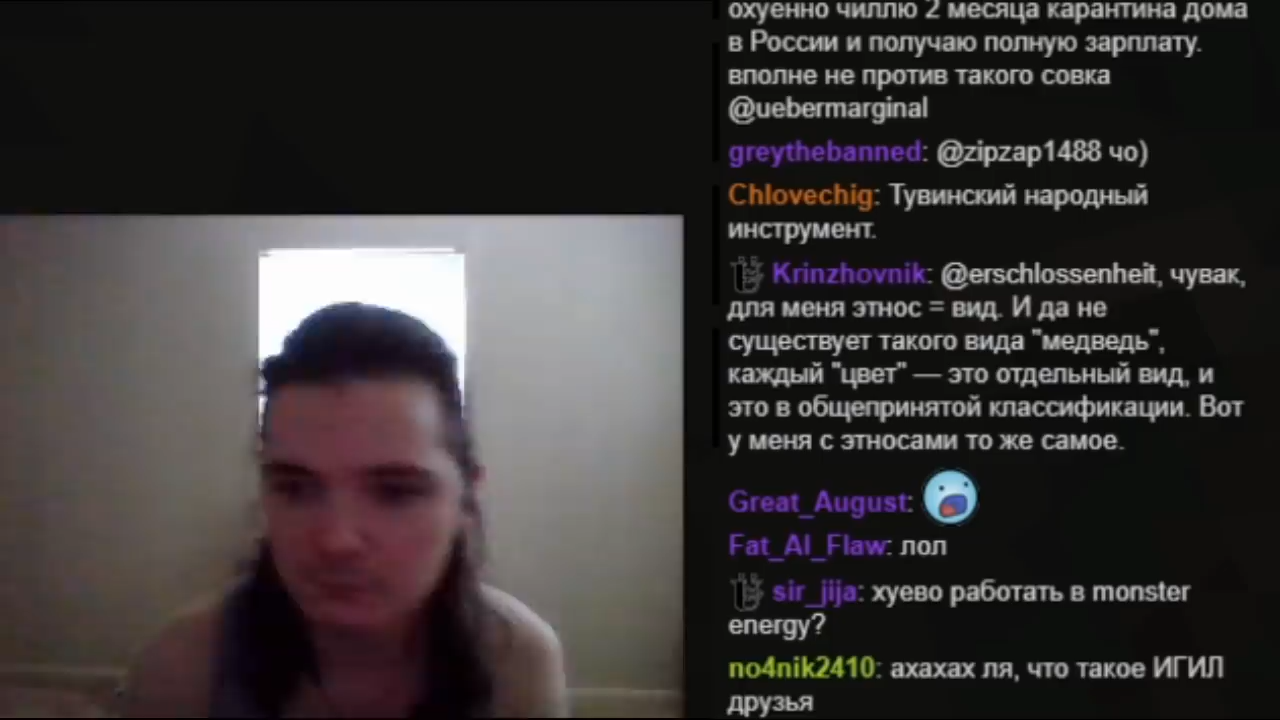 охуенно чиллю 2 месяца карантина дома
в России и получаю полную зарплату.
вполне не против такого совка
@uebermarginal
greythebanned: @zipzap1488 чо)
Chlovechig: Тувинский народный
инструмент.
Krinzhovnik: @erschlossenheit, чувак,
для меня этнос = вид. И да не
существует такого вида "медведь",
каждый "цвет" — это отдельный вид, и
это в общепринятой классификации. Вот
у меня с этносами то же самое.
Great_August:
Fat_Al_Flaw: лол
sir_jija: хуево работать в monster
energy?
no4nik2410: ахахах ля, что такое ИГИЛ
друзья